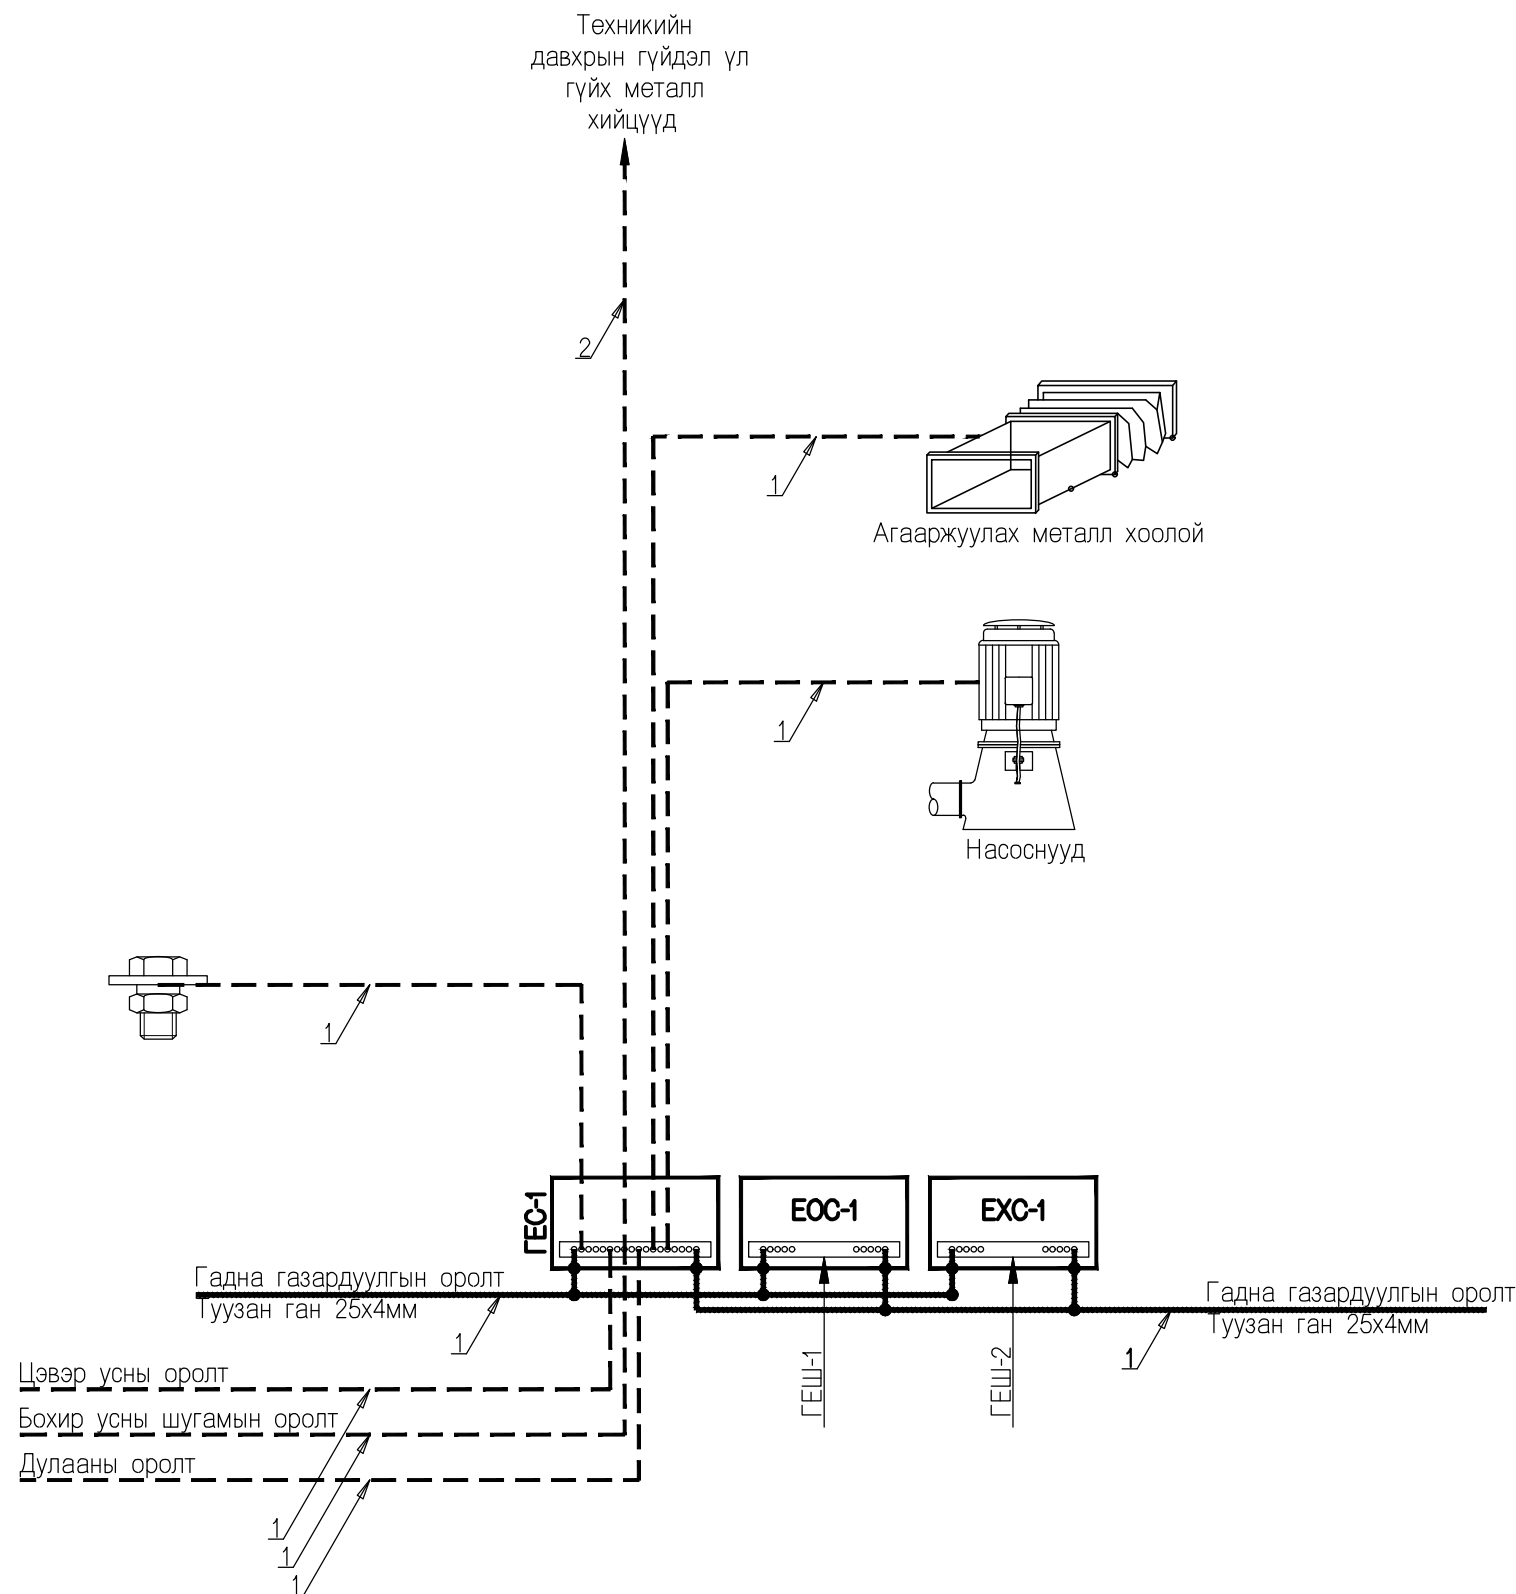 Техникийн
давхрын гүйдэл үл
гүйх металл
хийцүүд
2
1
Агааржуулах металл хоолой
1
Насоснууд
1
ГЕС-1
ЕОС-1
ЕХС-1
Гадна газардуулгын оролт
Туузан ган 25х4мм
1
Гадна газардуулгын оролт
Туузан ган 25х4мм
1
ГЕШ-1
ГЕШ-2
Цэвэр усны оролт
Бохир усны шугамын оролт
Дулааны оролт
1
1
1